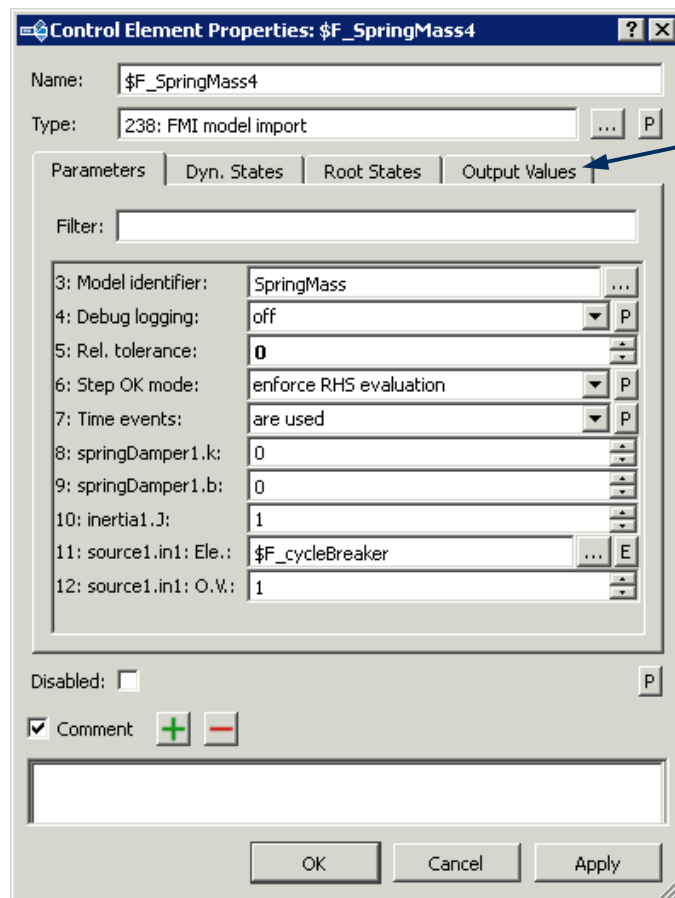 Control Element Properties: $F_SpringMass4
Name: $F_SpringMass4
Type: 238: FMI model import ... P
Parameters Dyn. States Root States Output Values
Filter:
3: Model identifier: SpringMass ...
4: Debug logging: off P
5: Rel. tolerance: 0
6: Step OK mode: enforce RHS evaluation P
7: Time events: are used P
8: springDamper1.k: 0
9: springDamper1.b: 0
10: inertia1.J: 1
11: source1.in1: Ele.: $F_cycleBreaker ... E
12: source1.in1: O.V.: 1
Disabled: P
Comment
OK Cancel Apply